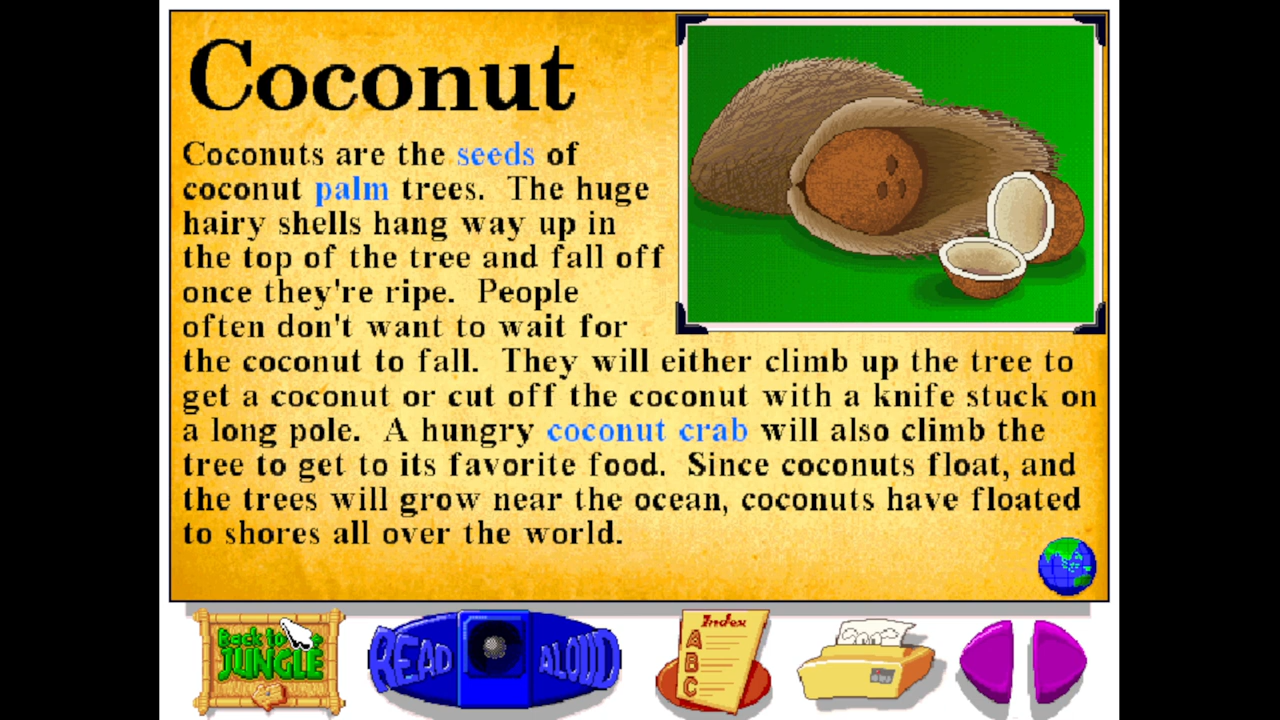 Coconut
Coconuts are the seeds of
coconut palm trees. The huge
hairy shells hang way up in
the top of the tree and fall off
once they're ripe. People
often don't want to wait for
the coconut to fall. They will either climb up the tree to
get a coconut or cut off the coconut with a knife stuck on
a long pole. A hungry coconut crab will also climb the
tree to get to its favorite food. Since coconuts float, and
the trees will grow near the ocean, coconuts have floated
to shores all over the world.
Back to
JUNGLE
READ ALOUD
Index
A
B
C